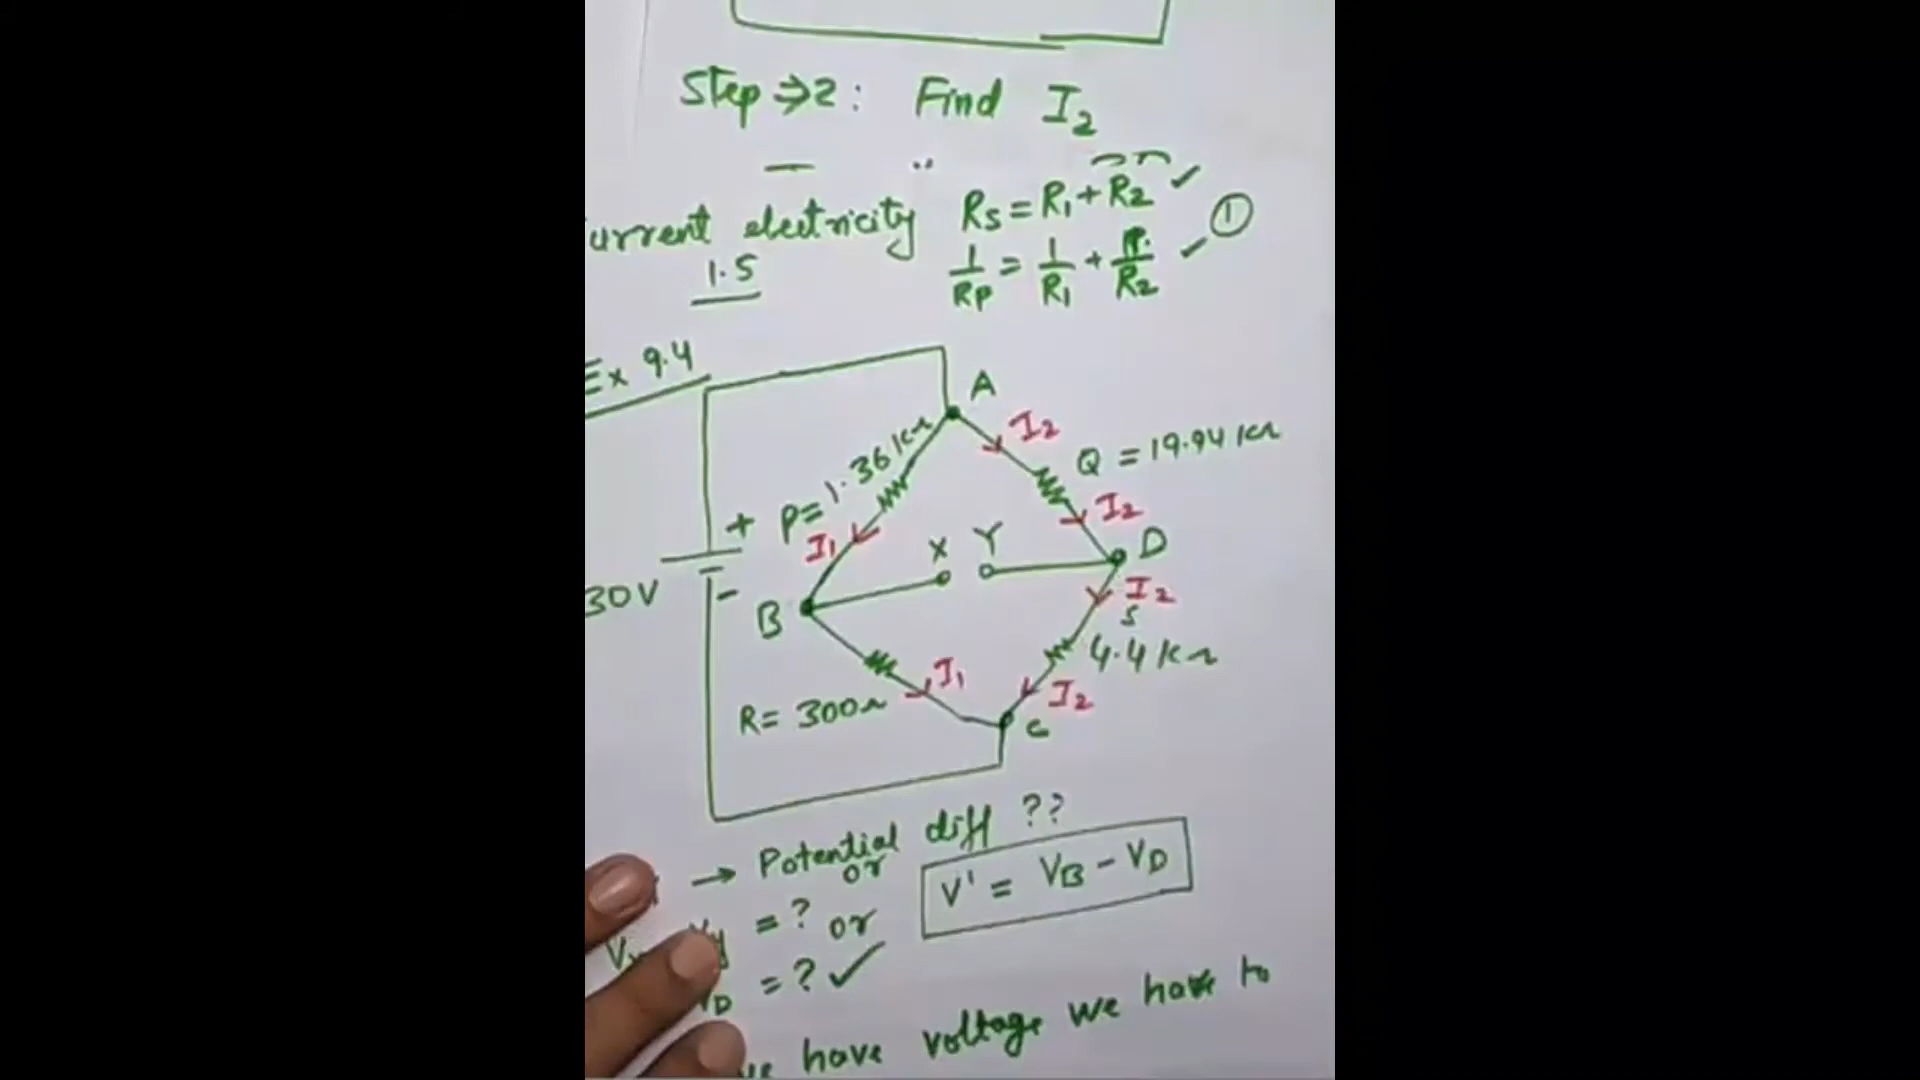 Step ⇒ 2: Find I2
urrent electricity
1.5
Rs = R1 + R2 ✓
1/Rp = 1/R1 + 1/R2 ✓
①
Ex 9.4
A
I2
P = 1.36 KΩ
Q = 19.94 KΩ
+
I1
I2
X Y
D
30V
-
B
I2
S
4.4 KΩ
I1
I2
R = 300Ω
C
→ Potential diff ??
or
V' = VB - VD
= ? or
D = ? ✓
have voltage we have to